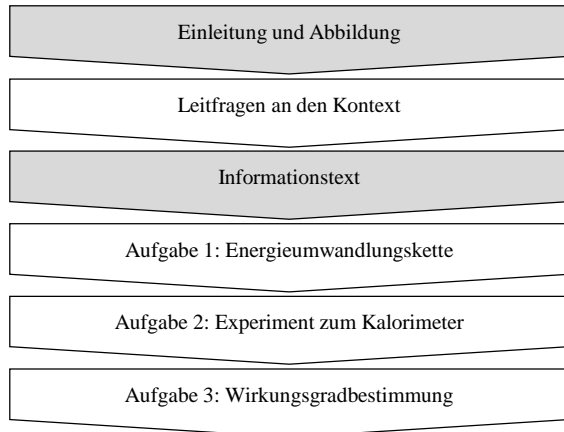 Einleitung und Abbildung
Leitfragen an den Kontext
Informationstext
Aufgabe 1: Energieumwandlungskette
Aufgabe 2: Experiment zum Kalorimeter
Aufgabe 3: Wirkungsgradbestimmung